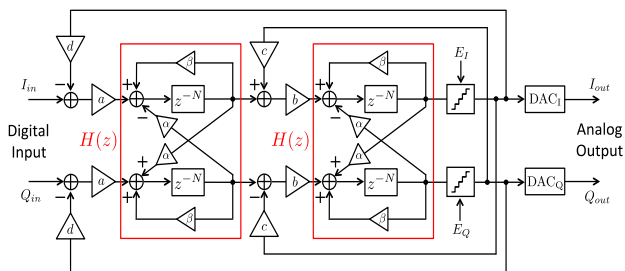 d
c
β
β
E_I
I_in
−
a
+
+
z^{-N}
+
b
+
+
z^{-N}
DAC_I
I_out
−
α
−
α
Digital
Input
H(z)
H(z)
Analog
Output
+
α
+
α
Q_in
a
+
z^{-N}
b
+
z^{-N}
DAC_Q
Q_out
−
+
−
+
d
β
c
β
E_Q